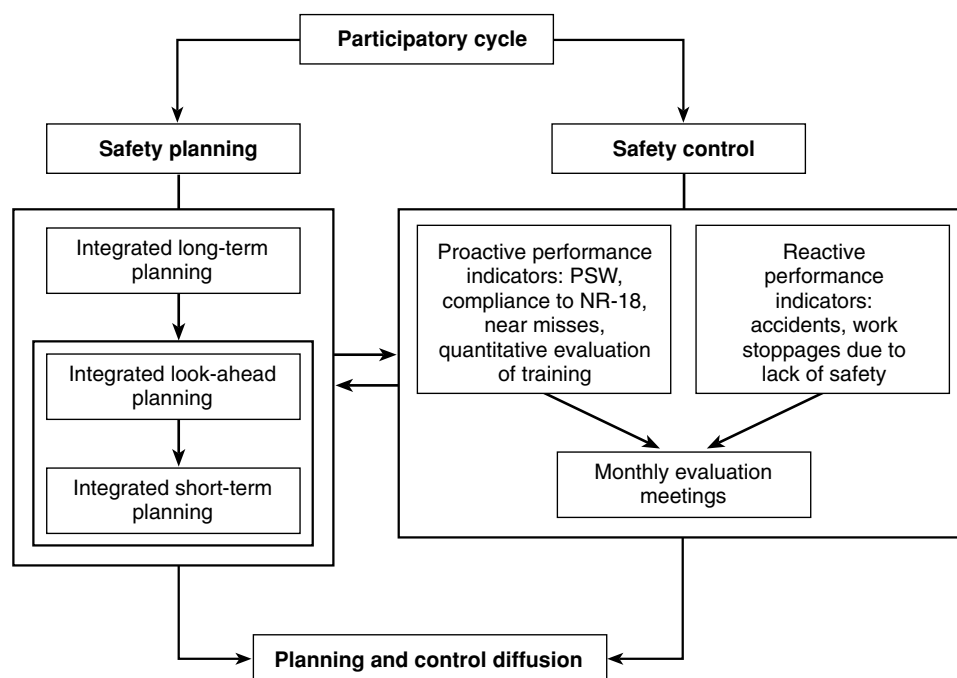 Participatory cycle
Safety planning
Safety control
Integrated long-term
planning
Integrated look-ahead
planning
Integrated short-term
planning
Proactive performance
indicators: PSW,
compliance to NR-18,
near misses,
quantitative evaluation
of training
Reactive
performance
indicators:
accidents, work
stoppages due to
lack of safety
Monthly evaluation
meetings
Planning and control diffusion